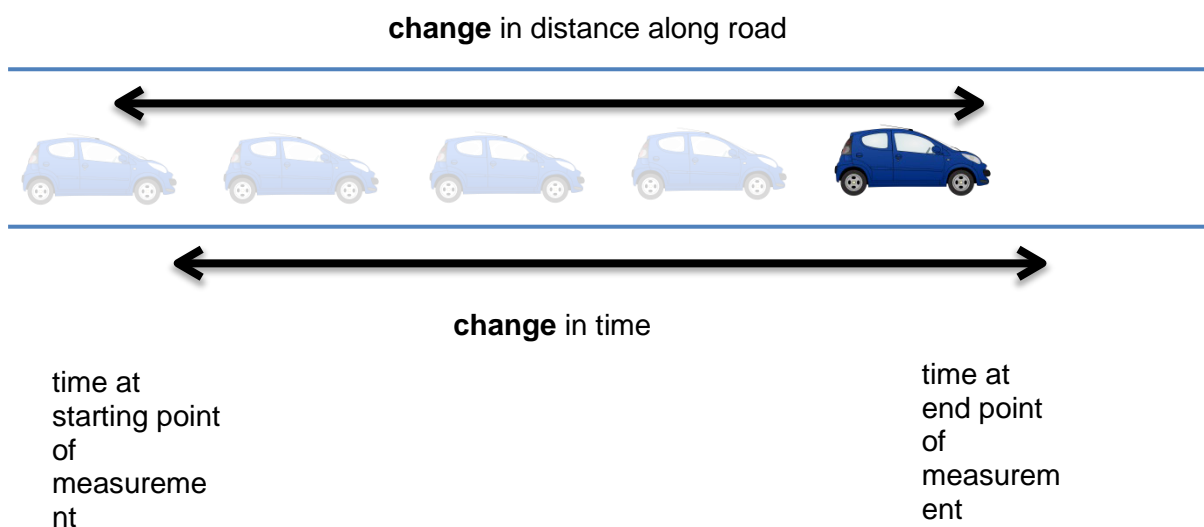 change in distance along road
change in time
time at
starting point
of
measureme
nt
time at
end point
of
measurem
ent